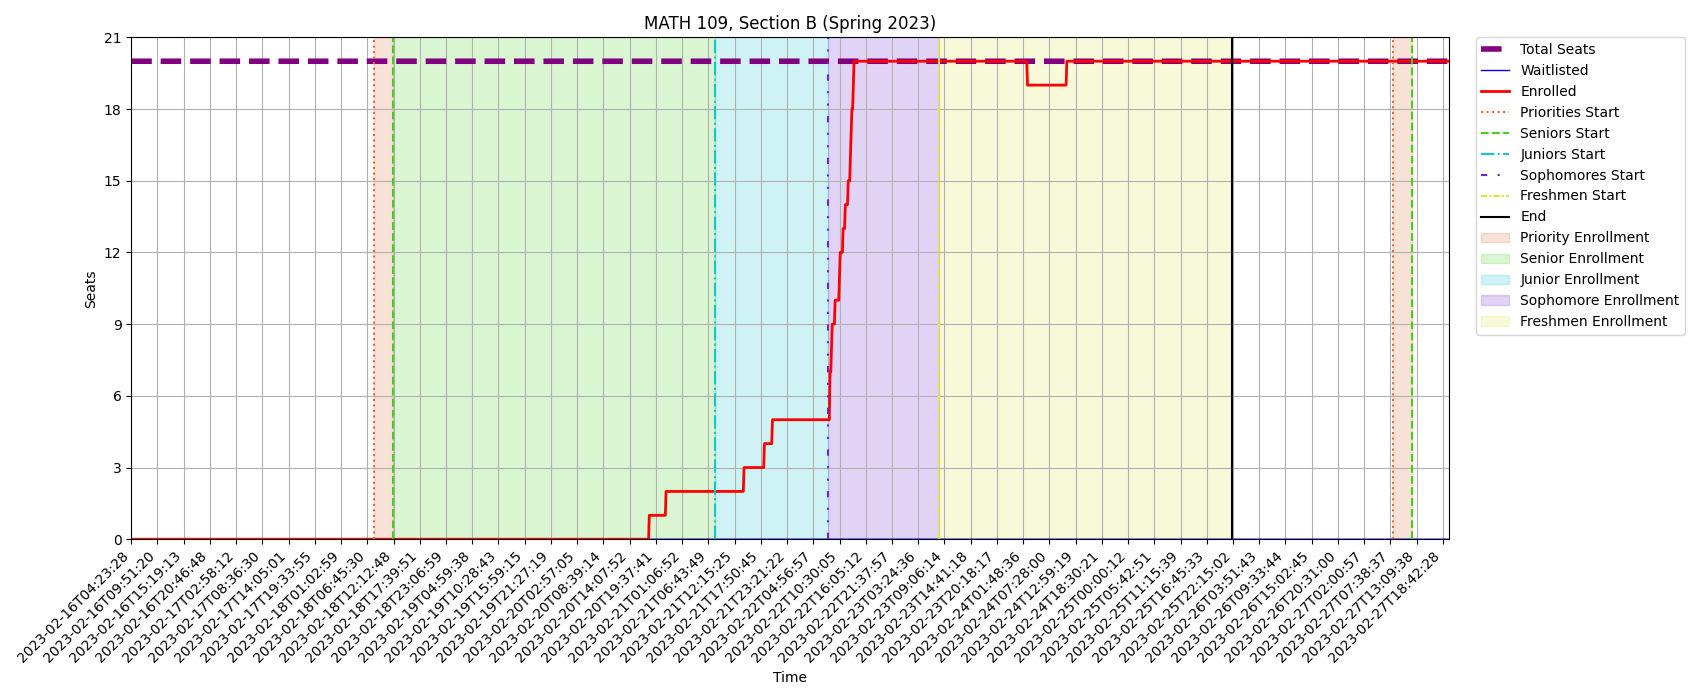 MATH 109, Section B (Spring 2023)
21
18
15
12
9
6
3
0
Seats
2023-02-16T04:23:28
2023-02-16T09:51:20
2023-02-16T15:19:13
2023-02-16T20:46:48
2023-02-17T02:58:12
2023-02-17T08:36:30
2023-02-17T14:05:01
2023-02-17T19:33:55
2023-02-18T01:02:59
2023-02-18T06:45:30
2023-02-18T12:12:48
2023-02-18T17:39:51
2023-02-18T23:06:59
2023-02-19T04:59:38
2023-02-19T10:28:43
2023-02-19T15:59:15
2023-02-19T21:27:19
2023-02-20T02:57:05
2023-02-20T08:39:14
2023-02-20T14:07:52
2023-02-20T19:37:41
2023-02-21T01:06:52
2023-02-21T06:43:49
2023-02-21T12:15:25
2023-02-21T17:50:45
2023-02-21T23:21:22
2023-02-22T04:56:57
2023-02-22T10:30:05
2023-02-22T16:05:12
2023-02-22T21:37:57
2023-02-23T03:24:36
2023-02-23T09:06:14
2023-02-23T14:41:18
2023-02-23T20:18:17
2023-02-24T01:48:36
2023-02-24T07:28:00
2023-02-24T12:59:19
2023-02-24T18:30:21
2023-02-25T00:00:12
2023-02-25T05:42:51
2023-02-25T11:15:39
2023-02-25T16:45:33
2023-02-25T22:15:02
2023-02-26T03:51:43
2023-02-26T09:33:44
2023-02-26T15:02:45
2023-02-26T20:31:00
2023-02-27T02:00:57
2023-02-27T07:38:37
2023-02-27T13:09:38
2023-02-27T18:42:28
Time
Total Seats
Waitlisted
Enrolled
Priorities Start
Seniors Start
Juniors Start
Sophomores Start
Freshmen Start
End
Priority Enrollment
Senior Enrollment
Junior Enrollment
Sophomore Enrollment
Freshmen Enrollment